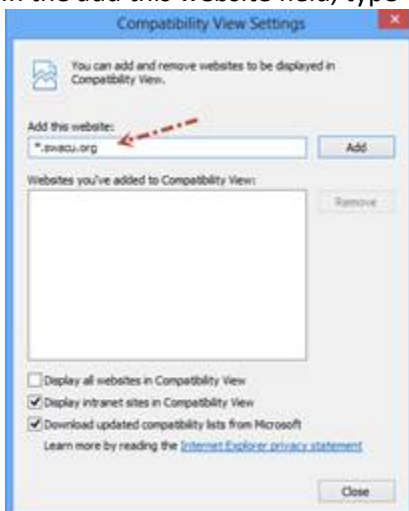 in the add this website field, type
Compatibility View Settings
You can add and remove websites to be displayed in
Compatibility View.
Add this website:
*.swacu.org
Add
Websites you've added to Compatibility View:
Remove
Display all websites in Compatibility View
Display intranet sites in Compatibility View
Download updated compatibility lists from Microsoft
Learn more by reading the Internet Explorer privacy statement
Close